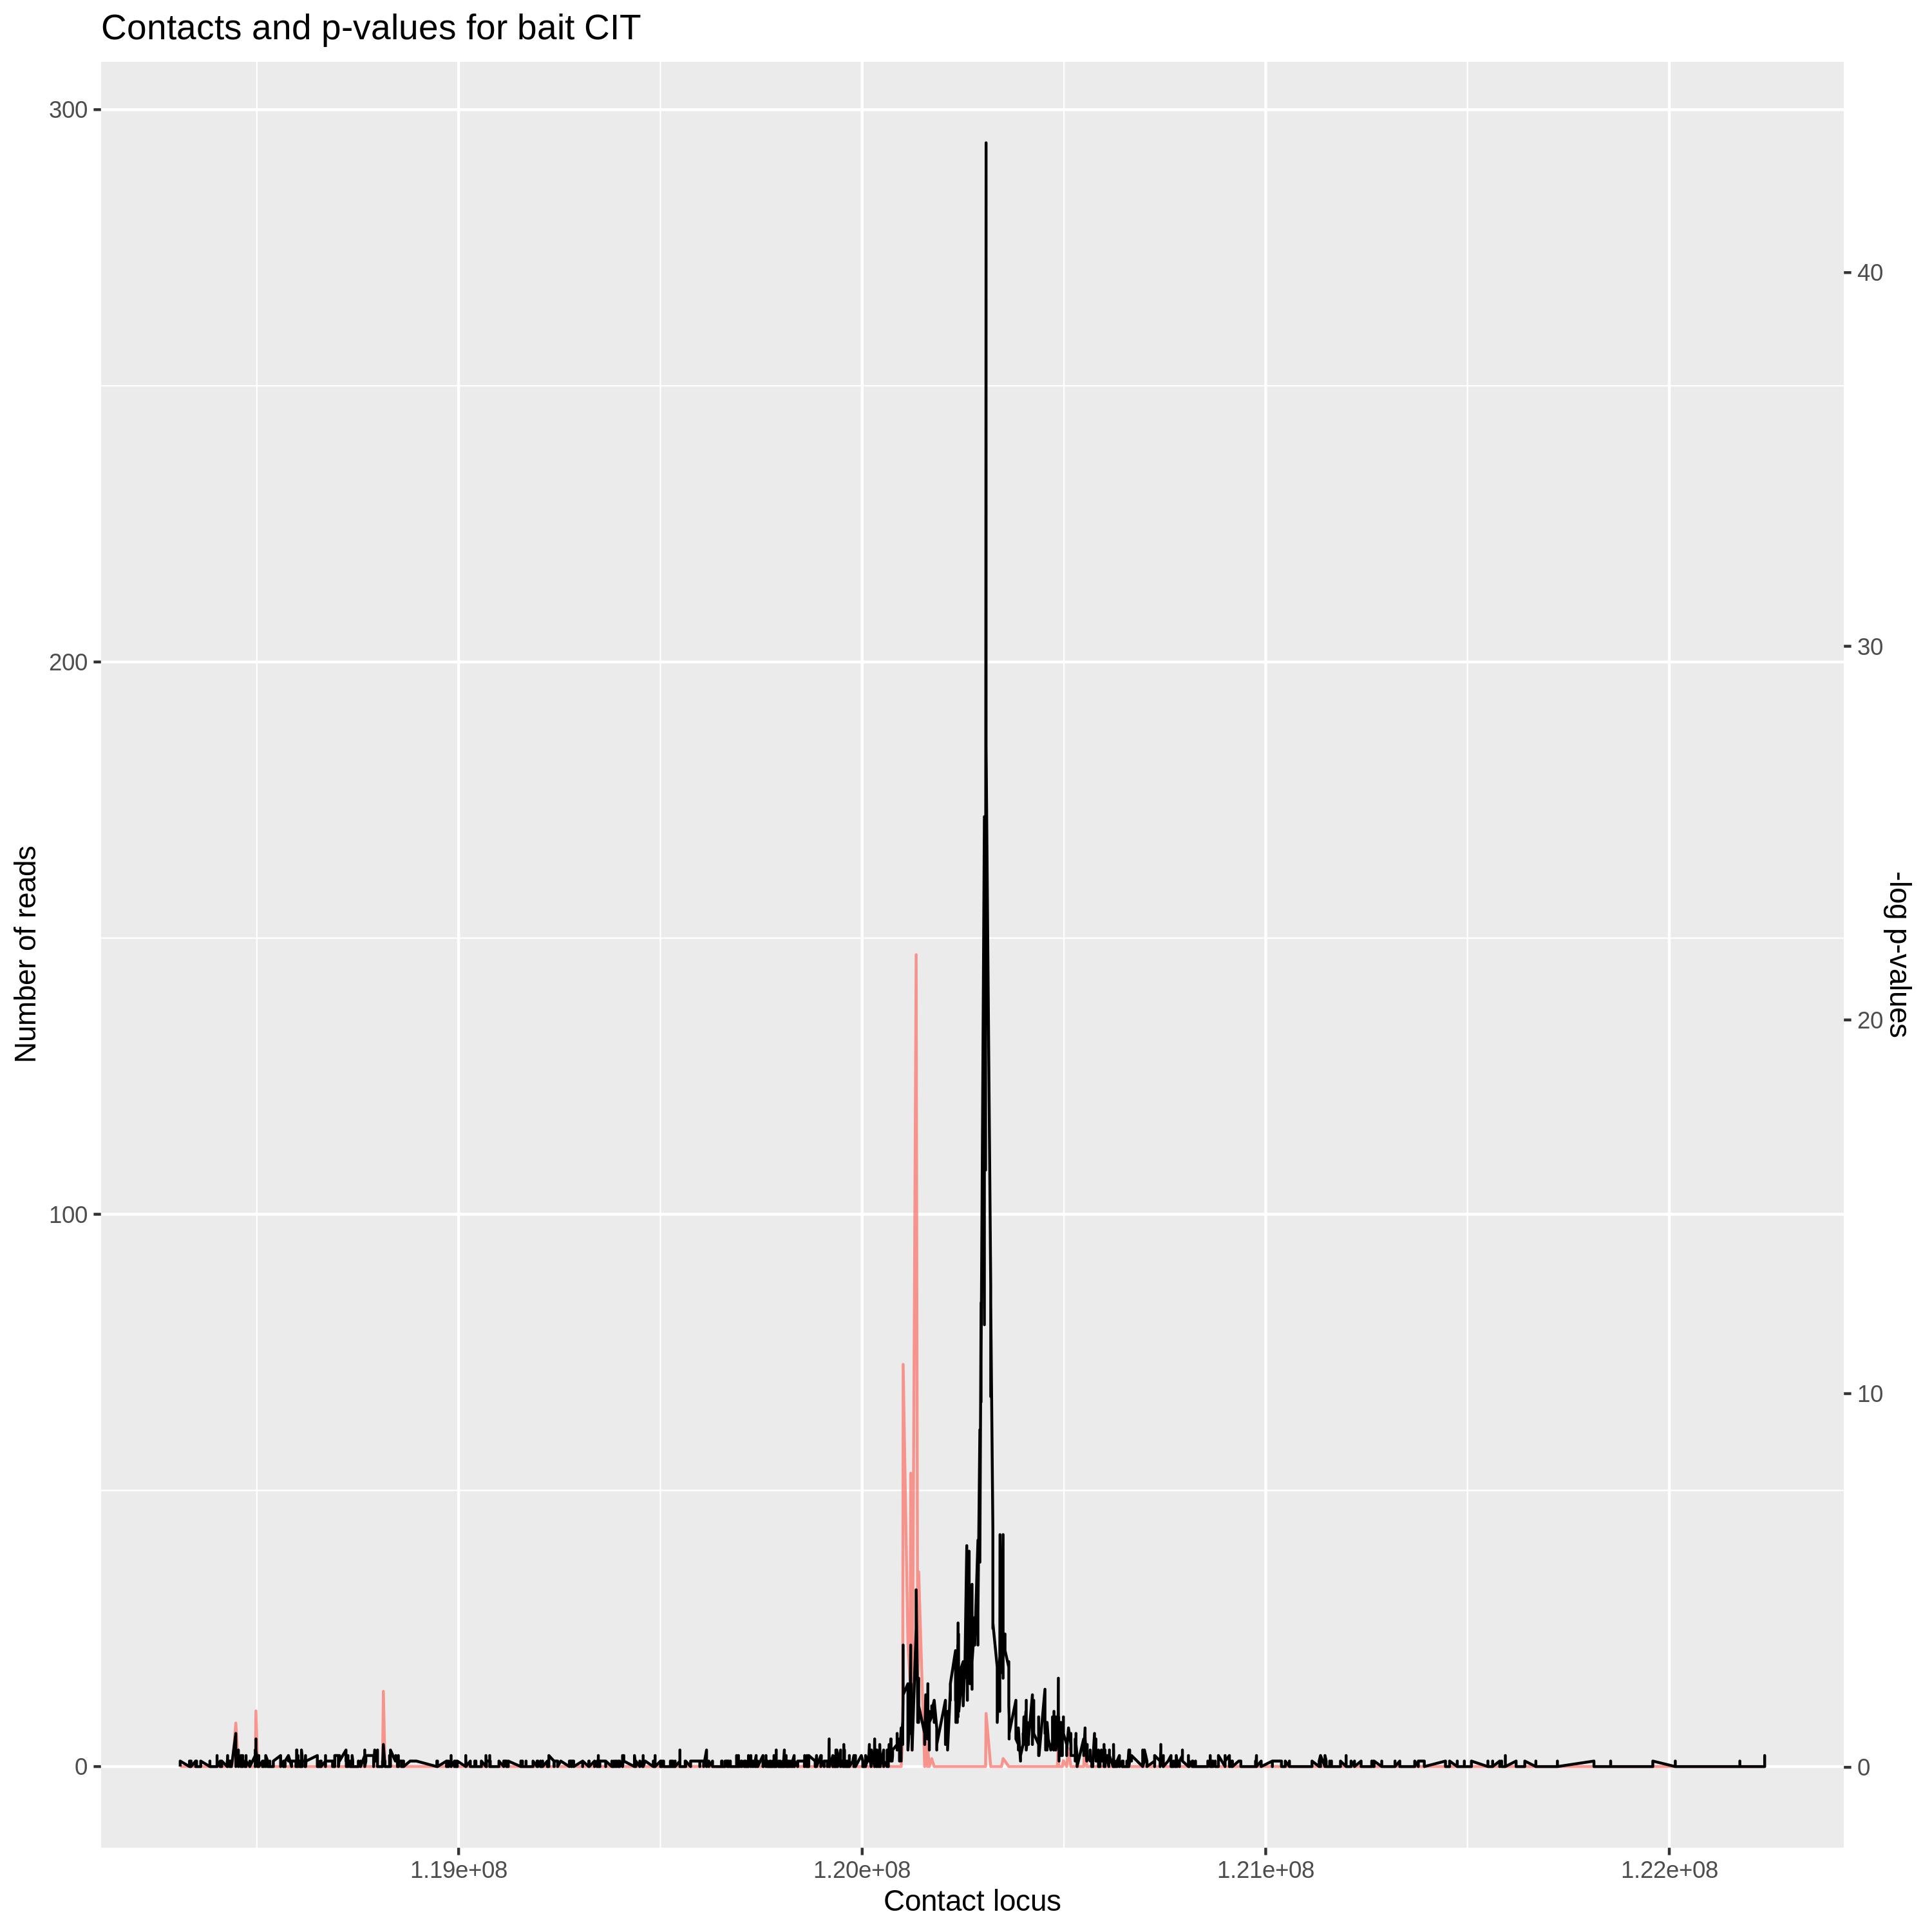 Contacts and p-values for bait CIT
300
200
100
0
Number of reads
40
30
20
10
0
-log p-values
1.19e+08
1.20e+08
1.21e+08
1.22e+08
Contact locus